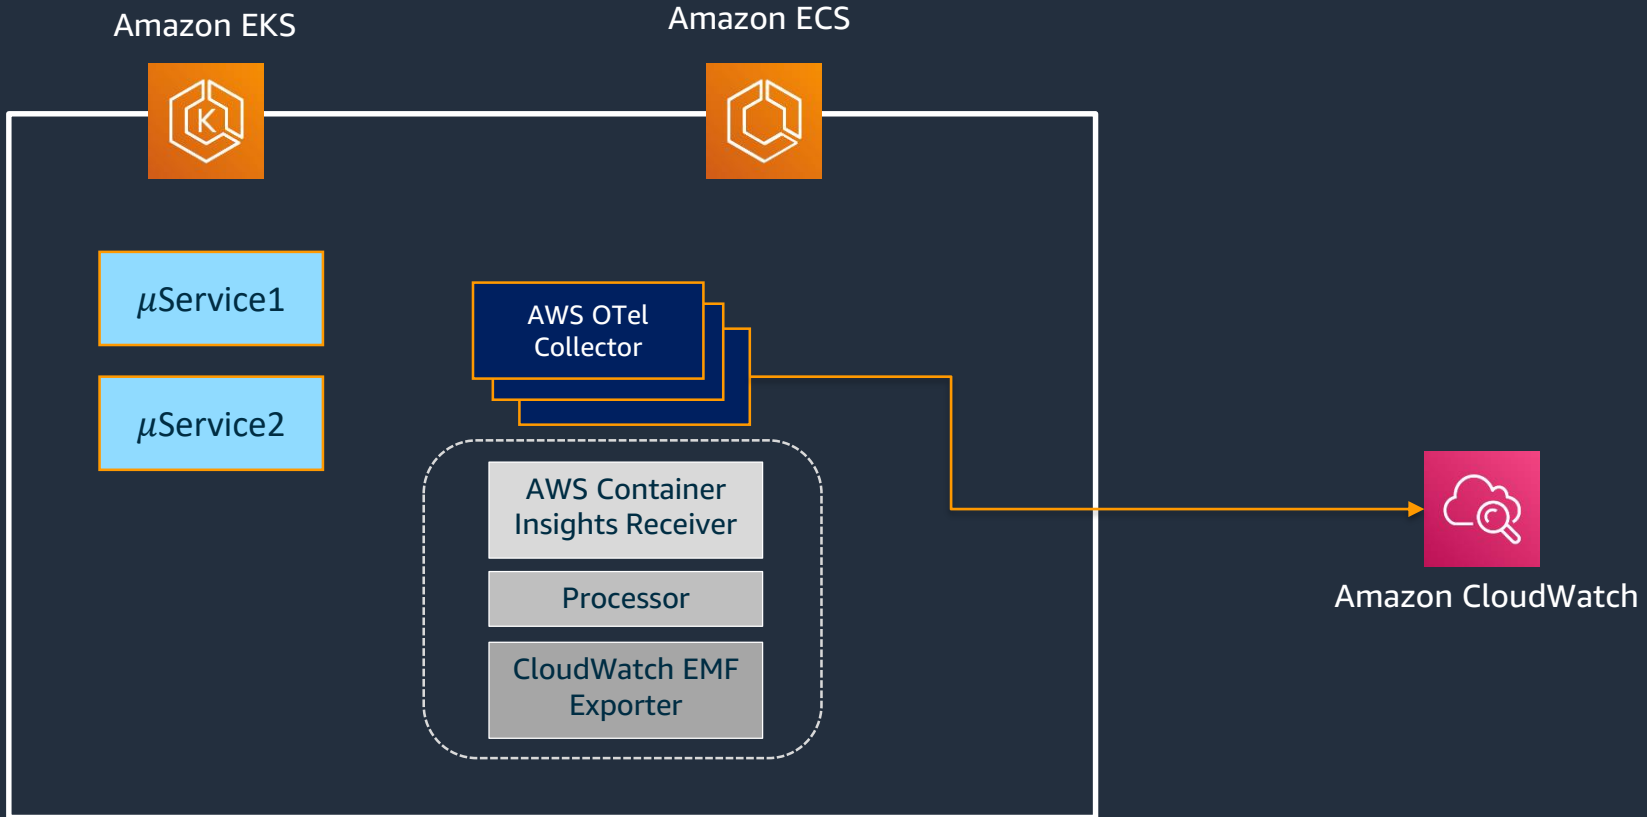 Amazon EKS
Amazon ECS
K
μService1
μService2
AWS OTel
Collector
AWS Container
Insights Receiver
Processor
CloudWatch EMF
Exporter
Amazon CloudWatch